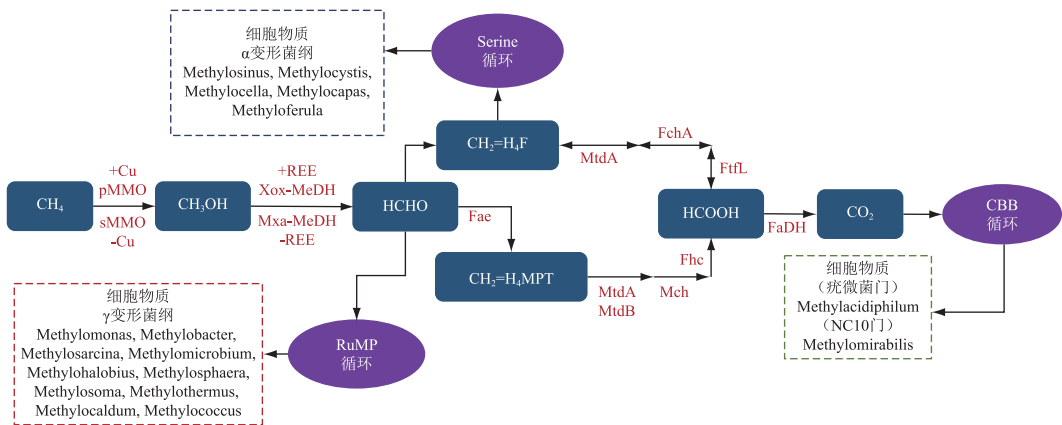 细胞物质
α变形菌纲
Methylosinus, Methylocystis,
Methylocella, Methylocapas,
Methyloferula
Serine
循环
CH₂=H₄F
MtdA
FchA
FtfL
CH₄
+Cu
pMMO
sMMO
-Cu
CH₃OH
+REE
Xox-MeDH
Mxa-MeDH
-REE
HCHO
Fae
CH₂=H₄MPT
MtdA
MtdB
Mch
Fhc
HCOOH
FaDH
CO₂
CBB
循环
细胞物质
（疣微菌门）
Methylacidiphilum
（NC10门）
Methylomirabilis
细胞物质
γ变形菌纲
Methylomonas, Methylobacter,
Methylosarcina, Methylomicrobium,
Methylohalobius, Methylosphaera,
Methylosoma, Methylothermus,
Methylocaldum, Methylococcus
RuMP
循环